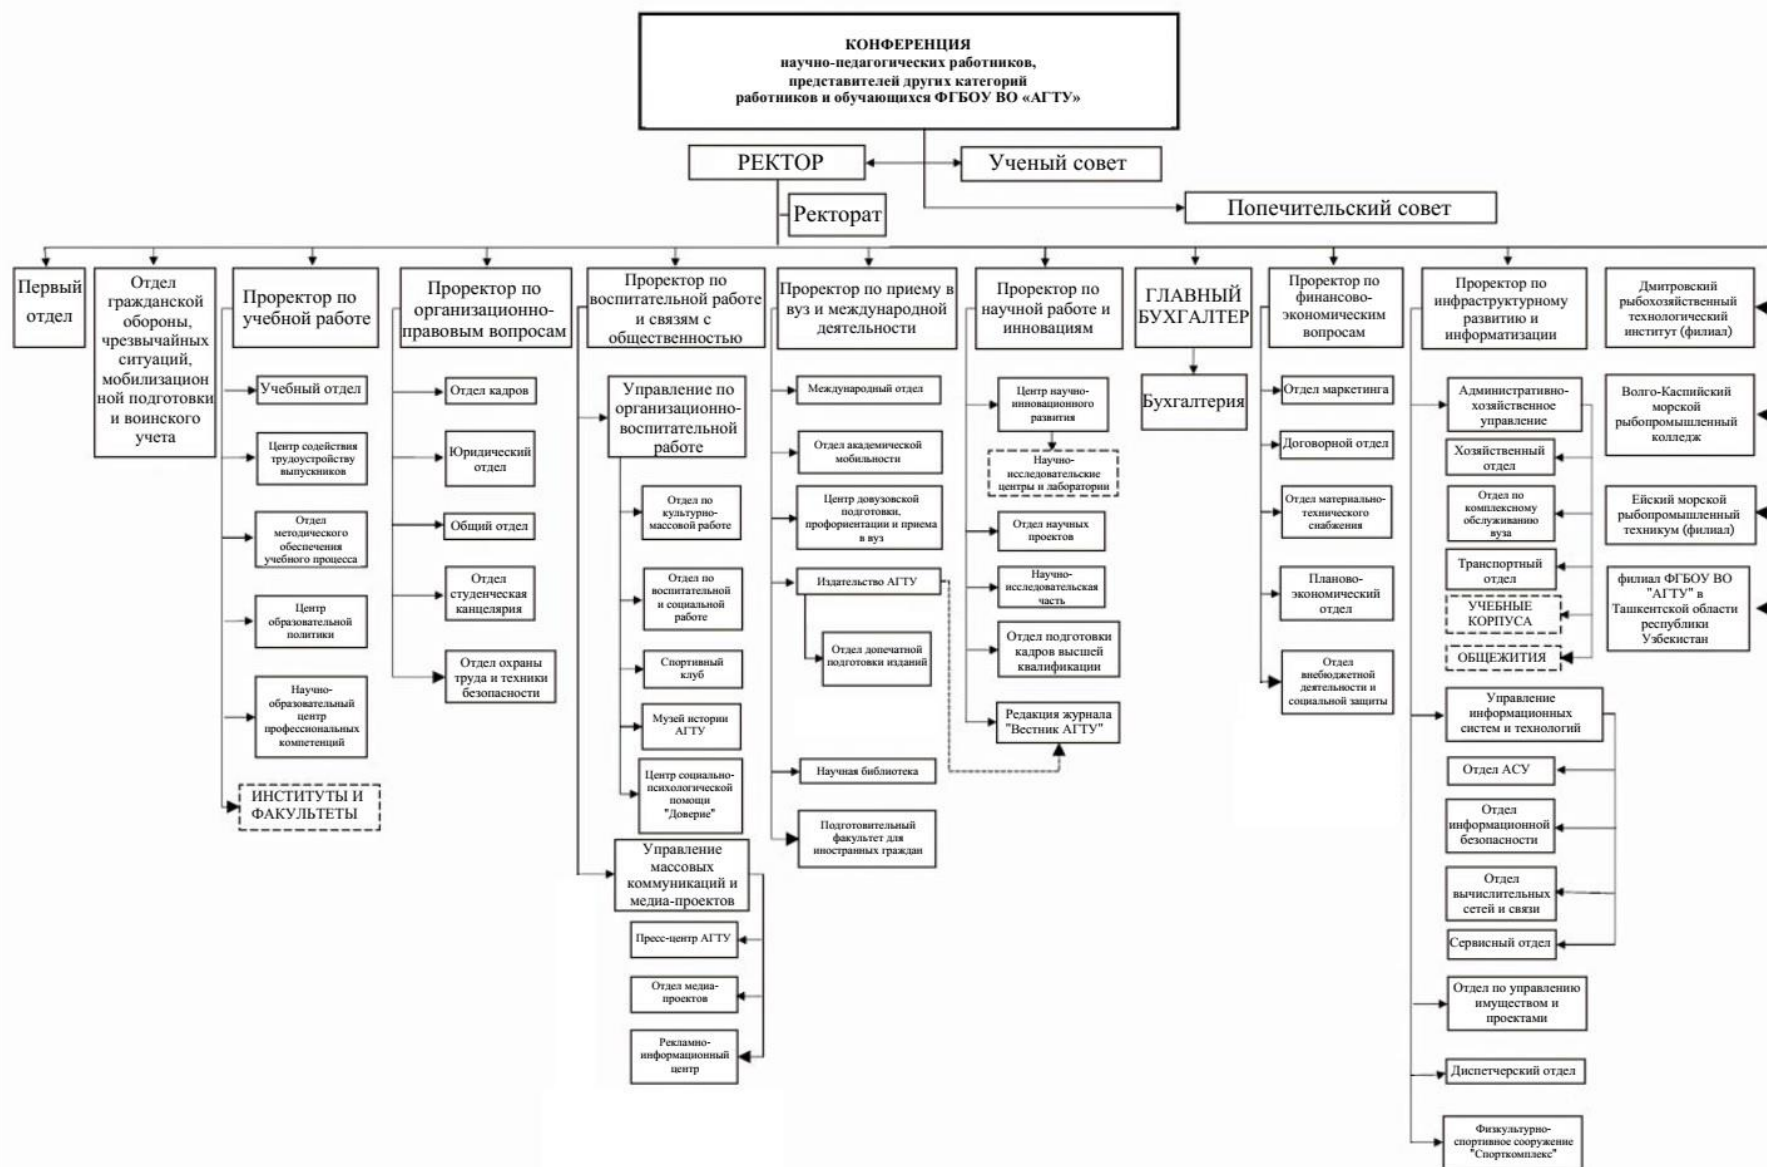 КОНФЕРЕНЦИЯ
научно-педагогических работников,
представителей других категорий
работников и обучающихся ФГБОУ ВО «АГТУ»
РЕКТОР
Ученый совет
Ректорат
Попечительский совет
Первый
отдел
Отдел
гражданской
обороны,
чрезвычайных
ситуаций,
мобилизацион
ной подготовки
и воинского
учета
Проректор по
учебной работе
Учебный отдел
Центр содействия
трудоустройству
выпускников
Отдел
методического
обеспечения
учебного процесса
Центр
образовательной
политики
Научно-
образовательный
центр
профессиональных
компетенций
ИНСТИТУТЫ И
ФАКУЛЬТЕТЫ
Проректор по
организационно-
правовым вопросам
Отдел кадров
Юридический
отдел
Общий отдел
Отдел
студенческая
канцелярия
Отдел охраны
труда и техники
безопасности
Проректор по
воспитательной работе
и связям с
общественностью
Управление по
организационно-
воспитательной
работе
Отдел по
культурно-
массовой работе
Отдел по
воспитательной
и социальной
работе
Спортивный
клуб
Музей истории
АГТУ
Центр социально-
психологической
помощи
"Доверие"
Управление
массовых
коммуникаций и
медиа-проектов
Пресс-центр АГТУ
Отдел медиа-
проектов
Рекламно-
информационный
центр
Проректор по приему в
вуз и международной
деятельности
Международный отдел
Отдел академической
мобильности
Центр довузовской
подготовки,
профориентации и приема
в вуз
Издательство АГТУ
Отдел допечатной
подготовки изданий
Научная библиотека
Подготовительный
факультет для
иностранных граждан
Проректор по
научной работе и
инновациям
Центр научно-
инновационного
развития
Научно-
исследовательские
центры и лаборатории
Отдел научных
проектов
Научно-
исследовательская
часть
Отдел подготовки
кадров высшей
квалификации
Редакция журнала
"Вестник АГТУ"
ГЛАВНЫЙ
БУХГАЛТЕР
Бухгалтерия
Проректор по
финансово-
экономическим
вопросам
Отдел маркетинга
Договорной отдел
Отдел материально-
технического
снабжения
Планово-
экономический
отдел
Отдел
внебюджетной
деятельности и
социальной защиты
Проректор по
инфраструктурному
развитию и
информатизации
Административно-
хозяйственное
управление
Хозяйственный
отдел
Отдел по
комплексному
обслуживанию
вуза
Транспортный
отдел
УЧЕБНЫЕ
КОРПУСА
ОБЩЕЖИТИЯ
Управление
информационных
систем и технологий
Отдел АСУ
Отдел
информационной
безопасности
Отдел
вычислительных
сетей и связи
Сервисный отдел
Отдел по управлению
имуществом и
проектами
Диспетчерский отдел
Физкультурно-
спортивное сооружение
"Спорткомплекс"
Дмитровский
рыбохозяйственный
технологический
институт (филиал)
Волго-Каспийский
морской
рыбопромышленный
колледж
Ейский морской
рыбопромышленный
техникум (филиал)
филиал ФГБОУ ВО
"АГТУ" в
Ташкентской области
республики
Узбекистан